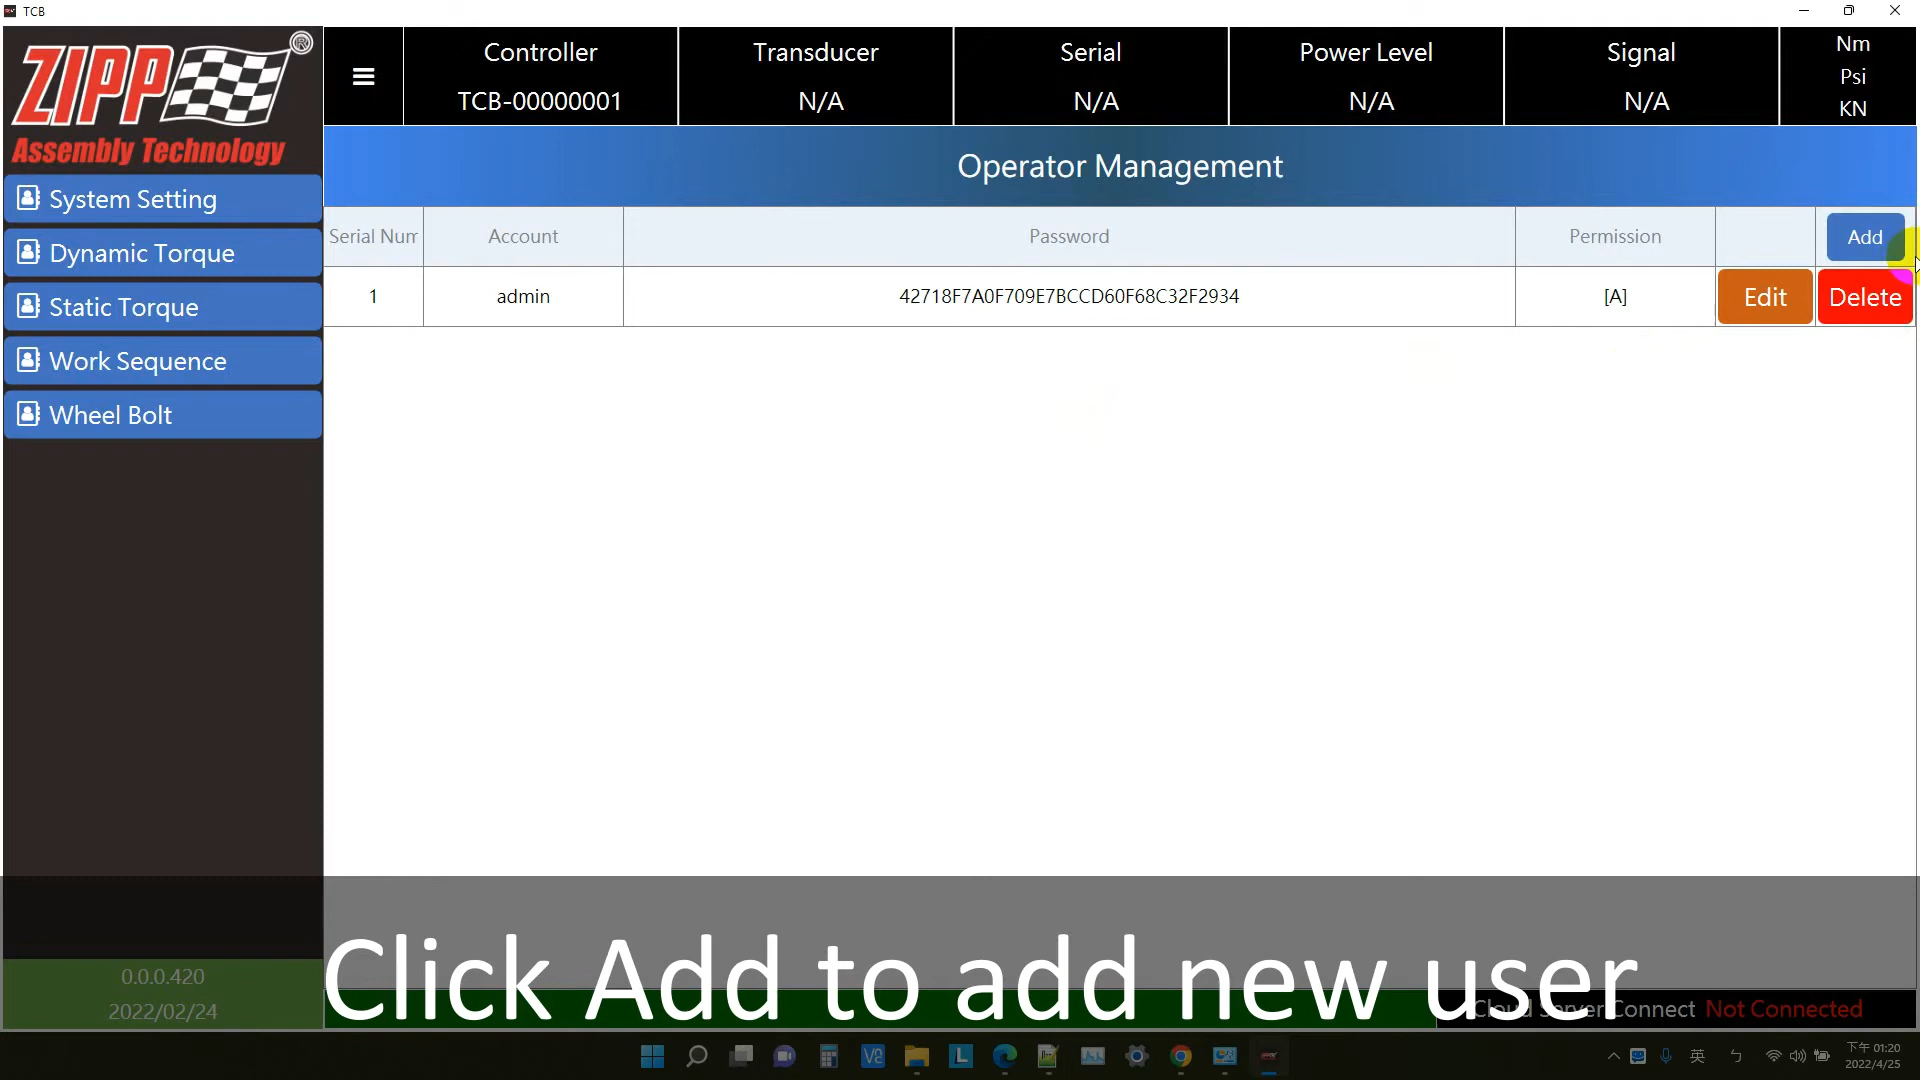 TCB
ZIPP ®
Assembly Technology
Controller
TCB-00000001
Transducer
N/A
Serial
N/A
Power Level
N/A
Signal
N/A
Nm
Psi
KN
System Setting
Dynamic Torque
Static Torque
Work Sequence
Wheel Bolt
Operator Management
Serial Num Account Password Permission Add
1 admin 42718F7A0F709E7BCCD60F68C32F2934 [A] Edit Delete
Click Add to add new user
0.0.0.420
2022/02/24
Cloud Server Connect Not Connected
英 ㄅ
下午 01:20
2022/4/25